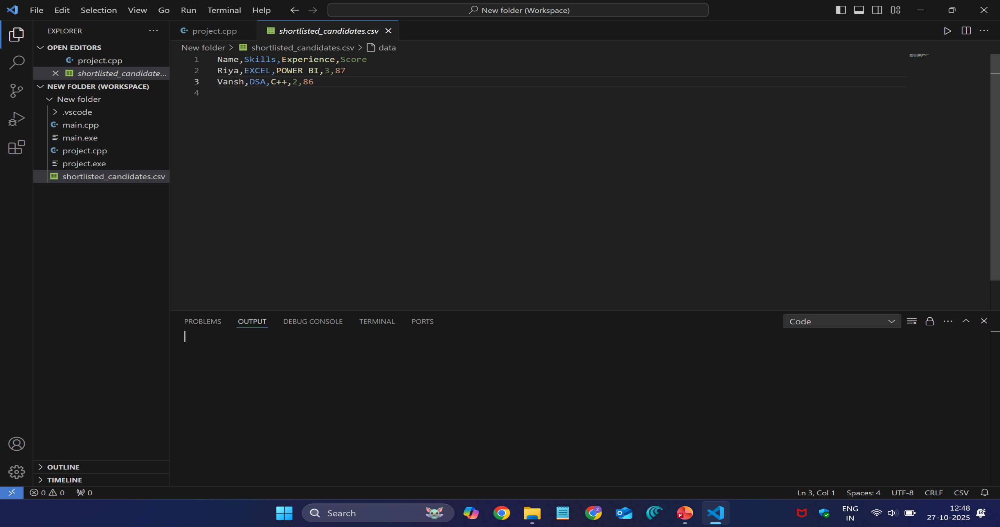 File Edit Selection View Go Run Terminal Help
New folder (Workspace)
EXPLORER
OPEN EDITORS
project.cpp
shortlisted_candidate...
NEW FOLDER (WORKSPACE)
New folder
.vscode
main.cpp
main.exe
project.cpp
project.exe
shortlisted_candidates.csv
OUTLINE
TIMELINE
project.cpp
shortlisted_candidates.csv
New folder > shortlisted_candidates.csv > data
1 Name,Skills,Experience,Score
2 Riya,EXCEL,POWER BI,3,87
3 Vansh,DSA,C++,2,86
4
PROBLEMS OUTPUT DEBUG CONSOLE TERMINAL PORTS
Code
0 0 0
Ln 3, Col 1 Spaces: 4 UTF-8 CRLF CSV
Search
ENG
IN
12:48
27-10-2025